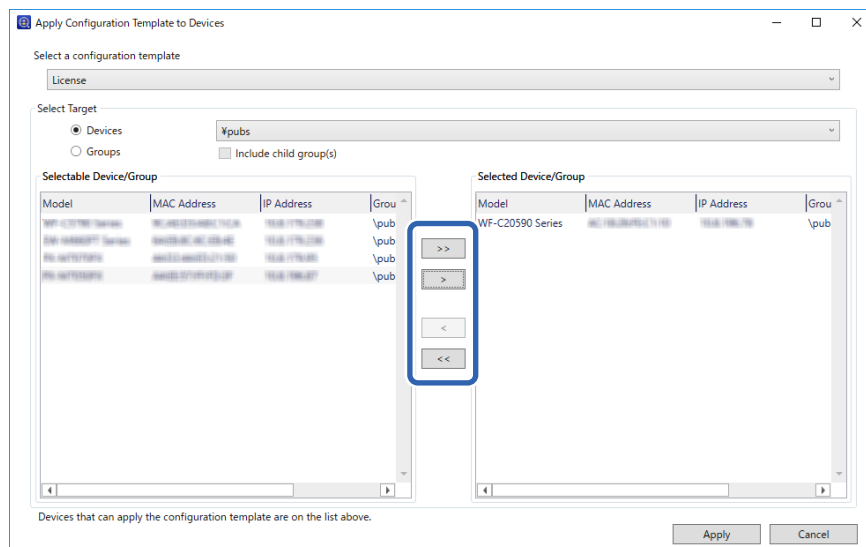 Apply Configuration Template to Devices
Select a configuration template
License
Select Target
Devices
¥pubs
Groups
Include child group(s)
Selectable Device/Group
Selected Device/Group
Model MAC Address IP Address Grou
Model MAC Address IP Address Grou
\pub
WF-C20590 Series
\pub
\pub
\pub
\pub
>>
>
<
<<
Devices that can apply the configuration template are on the list above.
Apply
Cancel